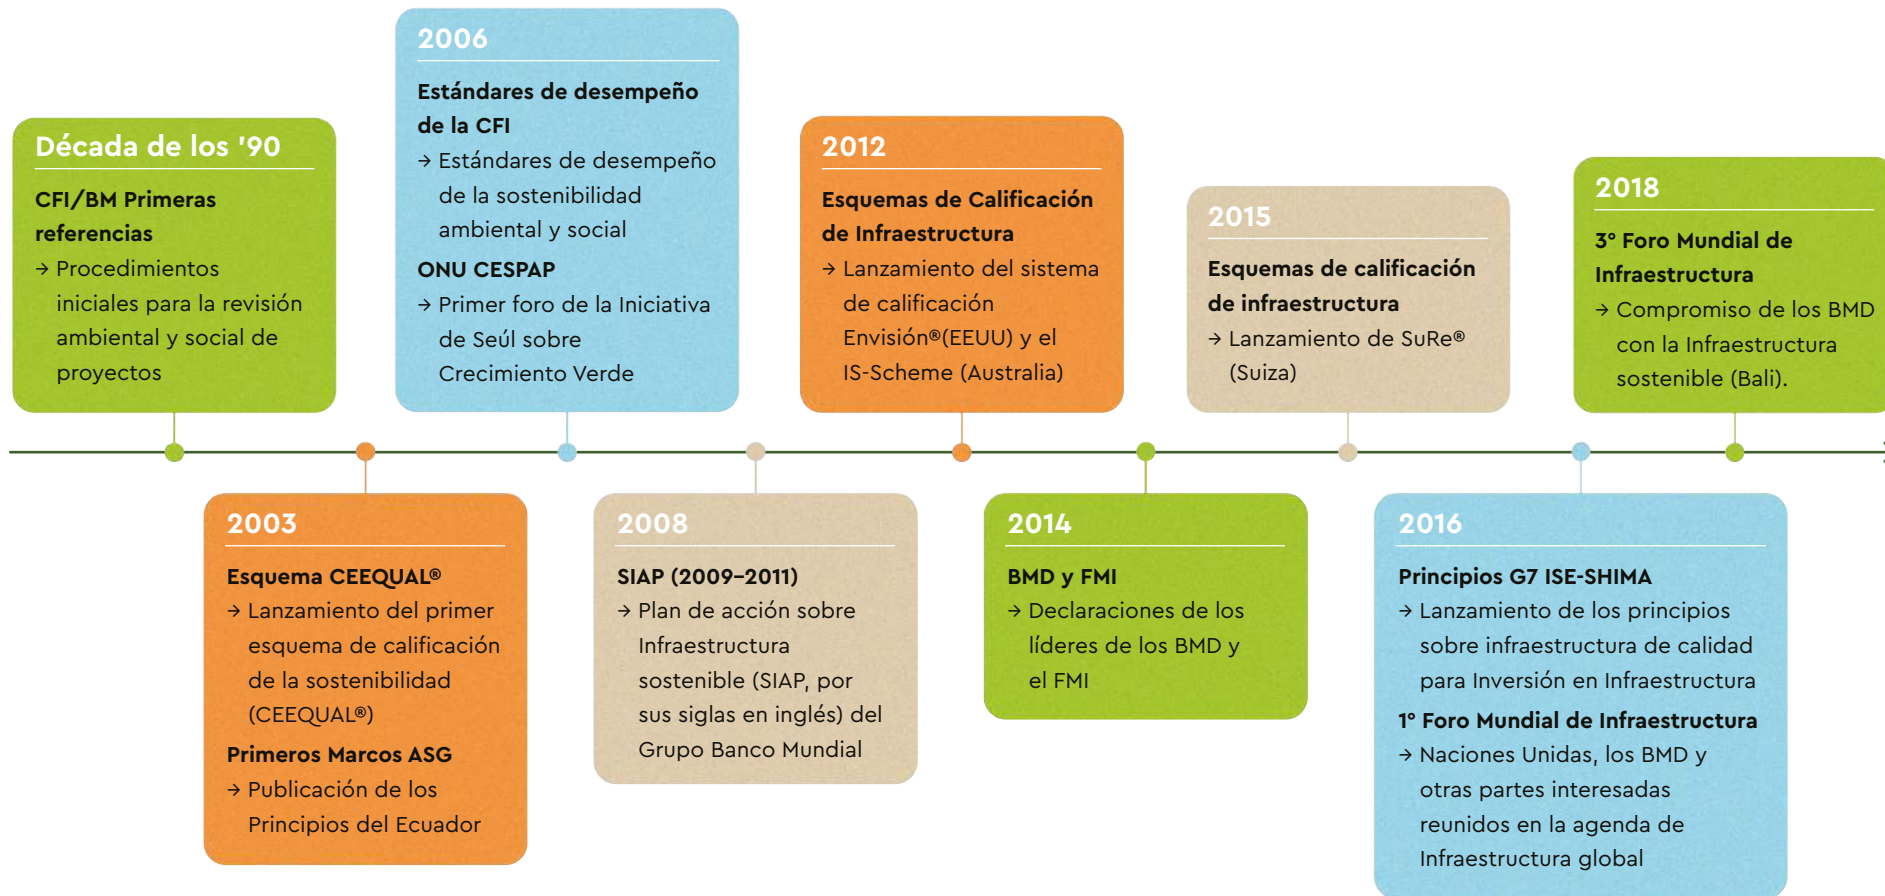 Década de los '90
CFI/BM Primeras
referencias
→ Procedimientos
iniciales para la revisión
ambiental y social de
proyectos
2003
Esquema CEEQUAL®
→ Lanzamiento del primer
esquema de calificación
de la sostenibilidad
(CEEQUAL®)
Primeros Marcos ASG
→ Publicación de los
Principios del Ecuador
2006
Estándares de desempeño
de la CFI
→ Estándares de desempeño
de la sostenibilidad
ambiental y social
ONU CESPAP
→ Primer foro de la Iniciativa
de Seúl sobre
Crecimiento Verde
2008
SIAP (2009–2011)
→ Plan de acción sobre
Infraestructura
sostenible (SIAP, por
sus siglas en inglés) del
Grupo Banco Mundial
2012
Esquemas de Calificación
de Infraestructura
→ Lanzamiento del sistema
de calificación
Envisión®(EEUU) y el
IS-Scheme (Australia)
2014
BMD y FMI
→ Declaraciones de los
líderes de los BMD y
el FMI
2015
Esquemas de calificación
de infraestructura
→ Lanzamiento de SuRe®
(Suiza)
2016
Principios G7 ISE-SHIMA
→ Lanzamiento de los principios
sobre infraestructura de calidad
para Inversión en Infraestructura
1° Foro Mundial de Infraestructura
→ Naciones Unidas, los BMD y
otras partes interesadas
reunidos en la agenda de
Infraestructura global
2018
3° Foro Mundial de
Infraestructura
→ Compromiso de los BMD
con la Infraestructura
sostenible (Bali).